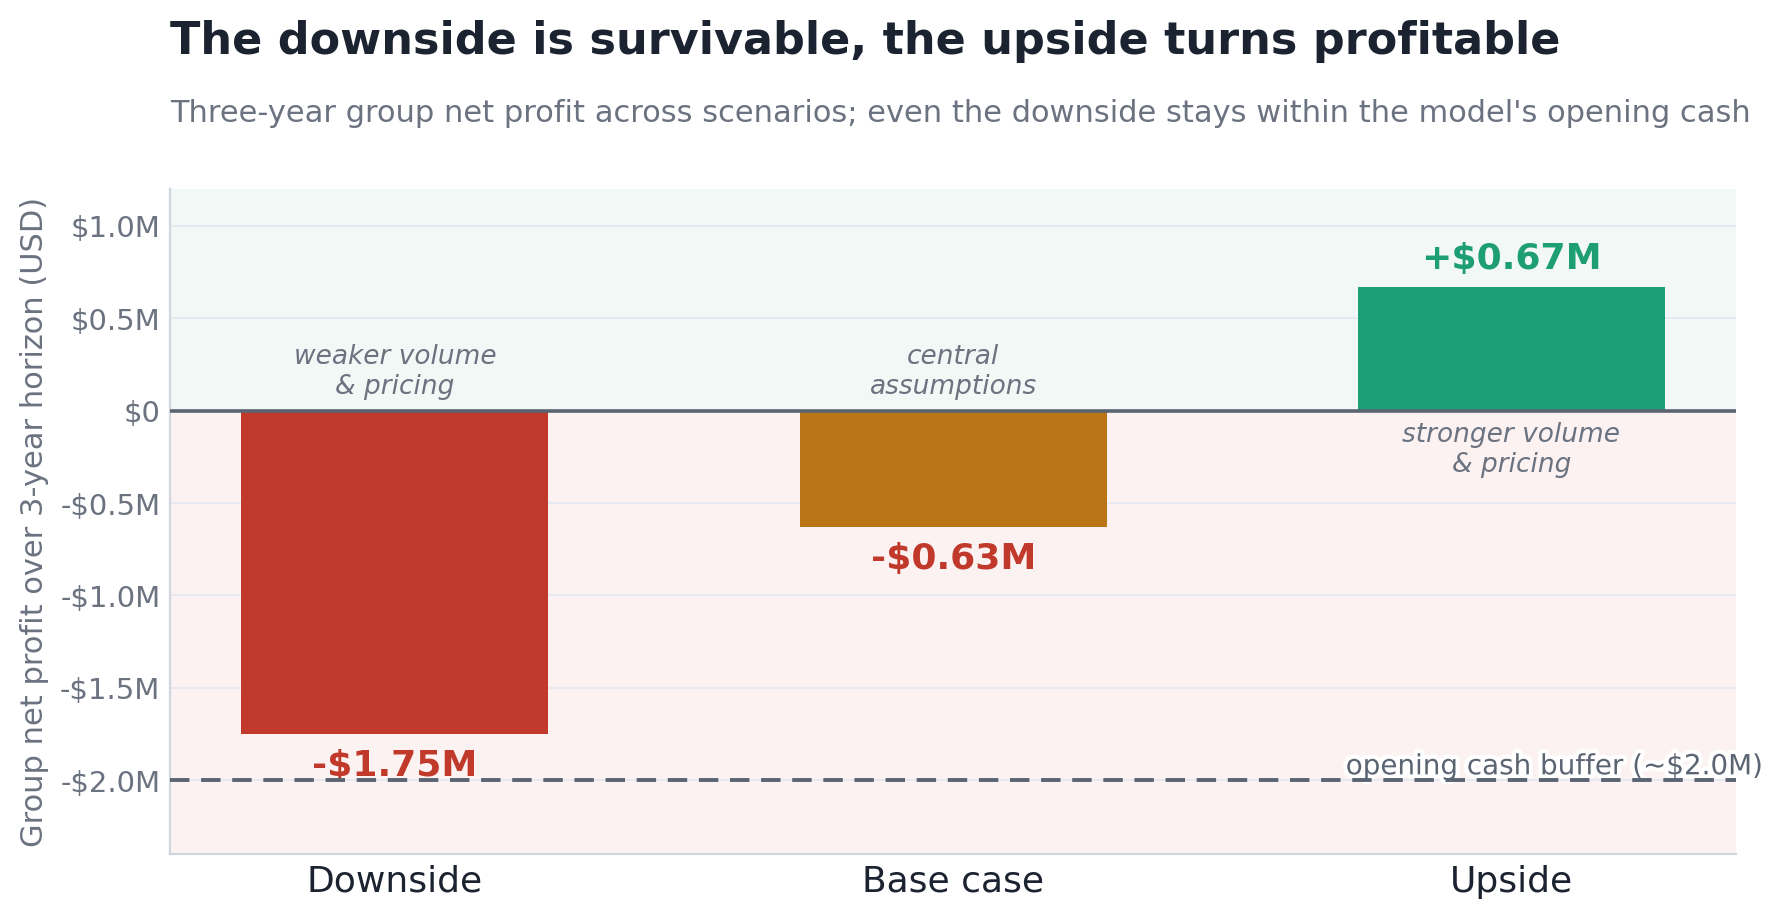 The downside is survivable, the upside turns profitable
Three-year group net profit across scenarios; even the downside stays within the model's opening cash
Group net profit over 3-year horizon (USD)
$1.0M
$0.5M
$0
-$0.5M
-$1.0M
-$1.5M
-$2.0M
weaker volume
& pricing
-$1.75M
central
assumptions
-$0.63M
+$0.67M
stronger volume
& pricing
opening cash buffer (~$2.0M)
Downside
Base case
Upside